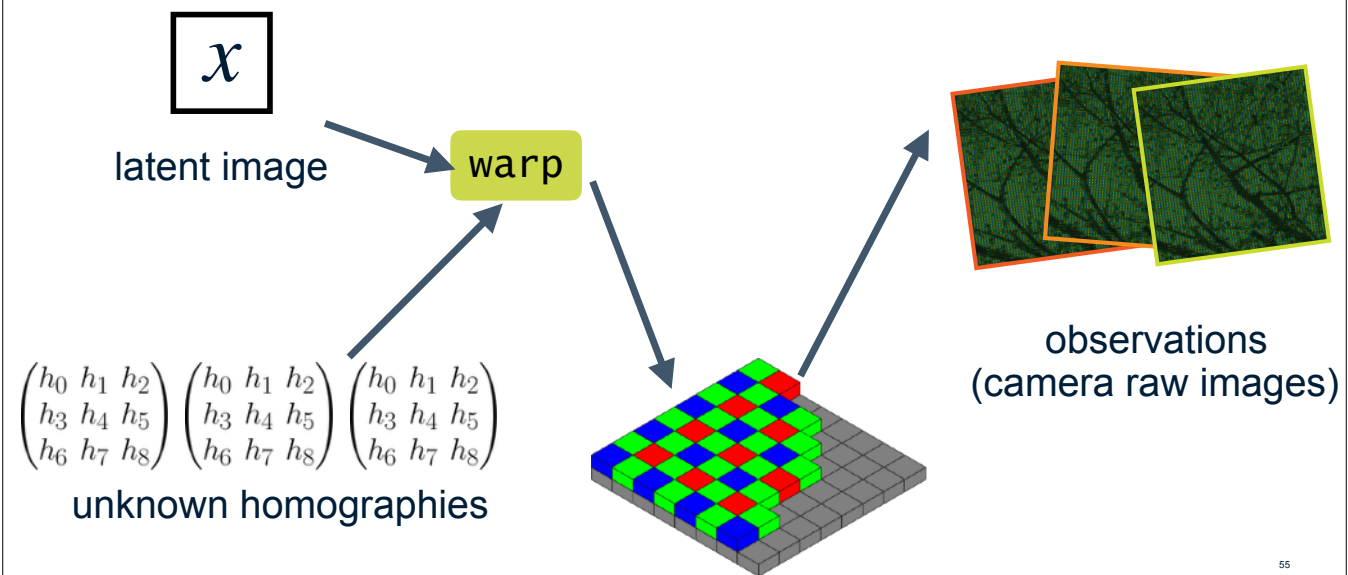 x
latent image
warp
(h₀ h₁ h₂) (h₀ h₁ h₂) (h₀ h₁ h₂)
(h₃ h₄ h₅) (h₃ h₄ h₅) (h₃ h₄ h₅)
(h₆ h₇ h₈) (h₆ h₇ h₈) (h₆ h₇ h₈)
unknown homographies
observations
(camera raw images)
55